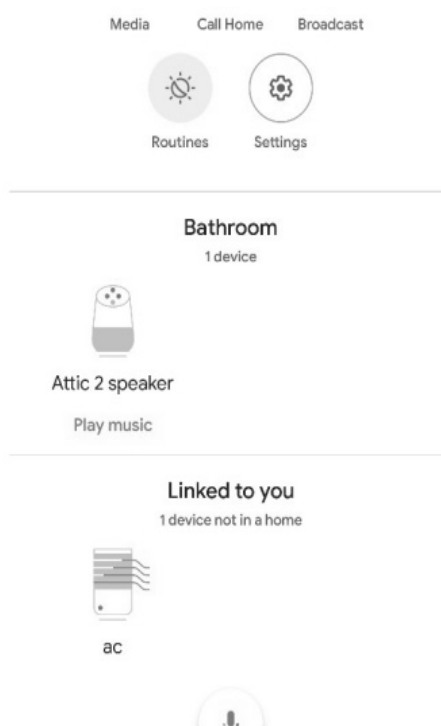 Media Call Home Broadcast
Routines Settings
Bathroom
1 device
Attic 2 speaker
Play music
Linked to you
1 device not in a home
ac